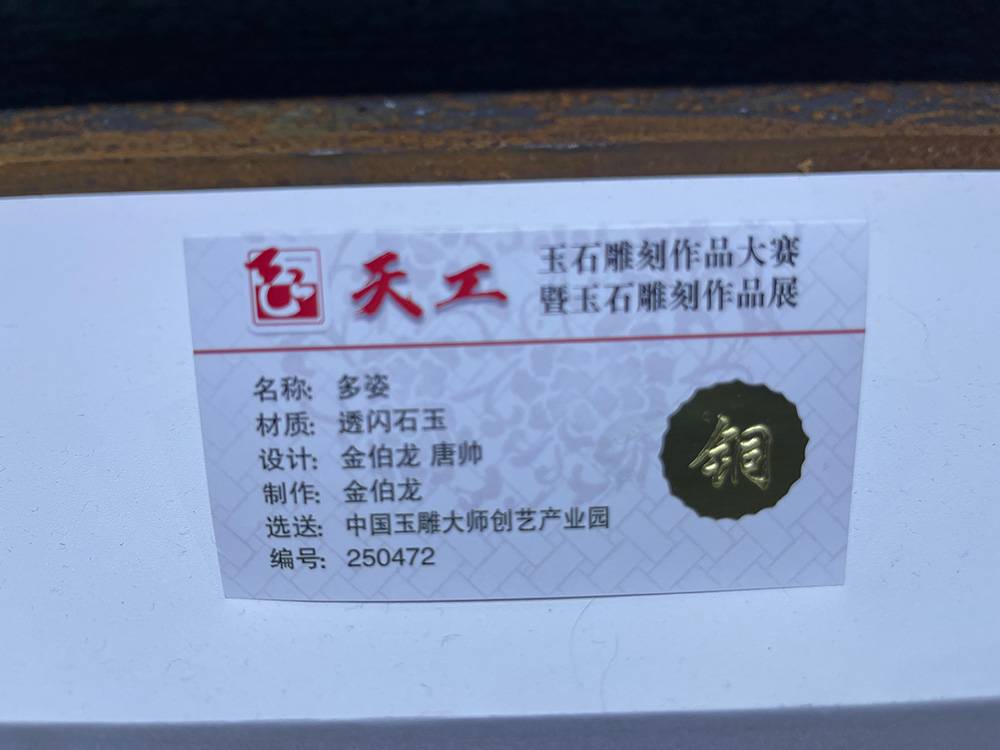 天工
玉石雕刻作品大赛
暨玉石雕刻作品展
名称: 多姿
材质: 透闪石玉
设计: 金伯龙 唐帅
制作: 金伯龙
选送: 中国玉雕大师创艺产业园
编号: 250472
铜